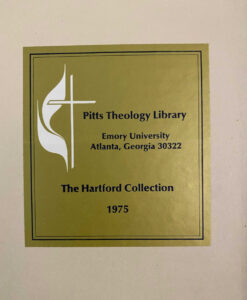 Pitts Theology Library
Emory University
Atlanta, Georgia 30322
The Hartford Collection
1975